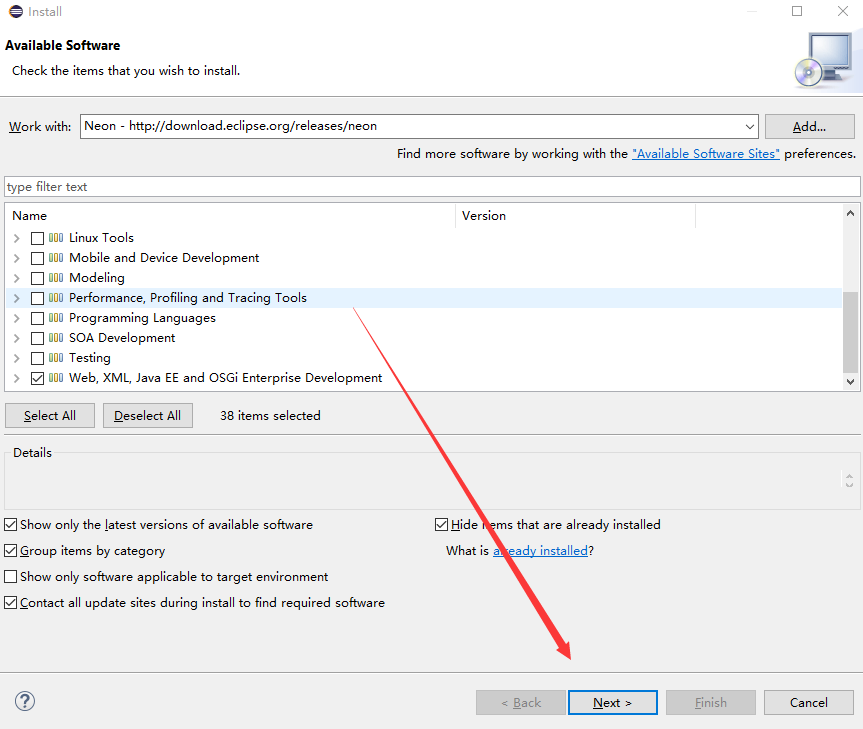 Install
Available Software
Check the items that you wish to install.
Work with: Neon - http://download.eclipse.org/releases/neon Add...
Find more software by working with the "Available Software Sites" preferences.
type filter text
Name Version
Linux Tools
Mobile and Device Development
Modeling
Performance, Profiling and Tracing Tools
Programming Languages
SOA Development
Testing
Web, XML, Java EE and OSGi Enterprise Development
Select All Deselect All 38 items selected
Details
Show only the latest versions of available software Hide items that are already installed
Group items by category What is already installed?
Show only software applicable to target environment
Contact all update sites during install to find required software
? < Back Next > Finish Cancel